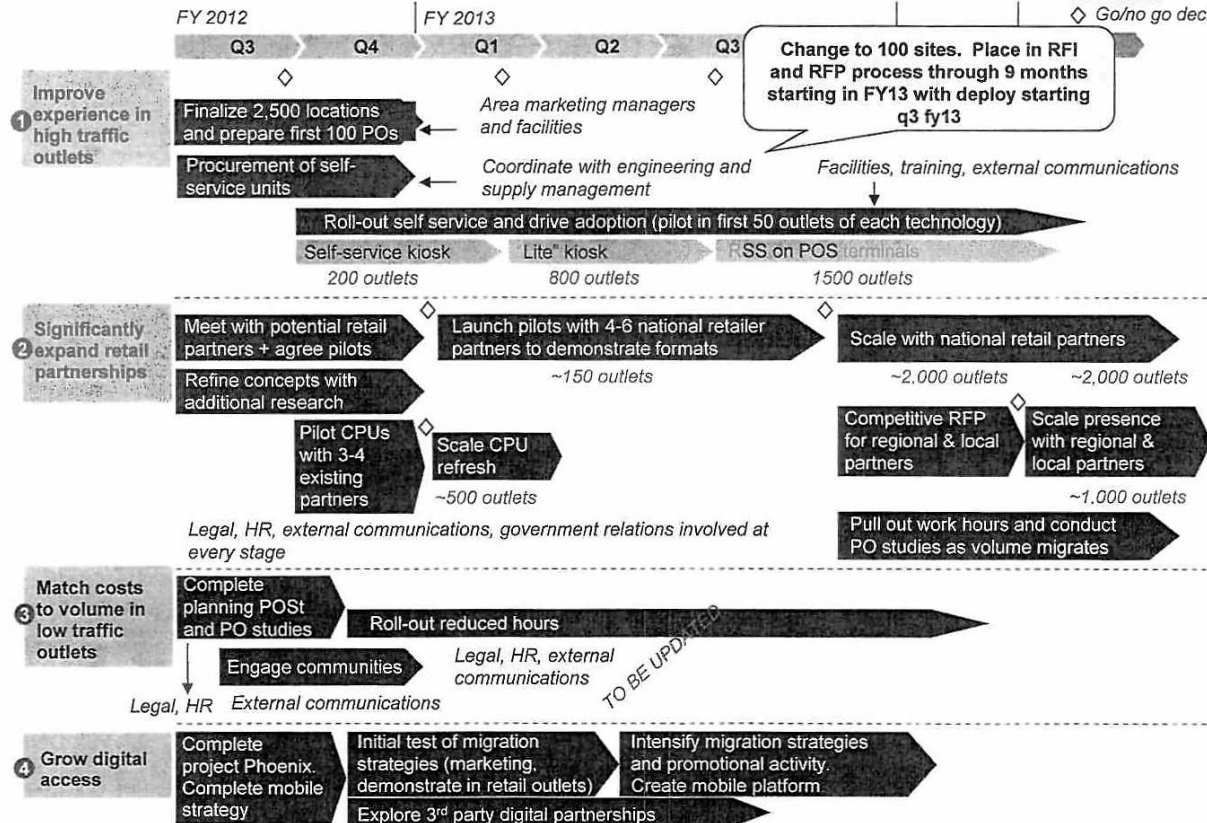 FY 2012
FY 2013
Go/no go dec
Q3
Q4
Q1
Q2
Q3
Change to 100 sites. Place in RFI
and RFP process through 9 months
starting in FY13 with deploy starting
q3 fy13
1
Improve
experience in
high traffic
outlets
Finalize 2,500 locations
and prepare first 100 POs
Area marketing managers
and facilities
Procurement of self-
service units
Coordinate with engineering and
supply management
Facilities, training, external communications
Roll-out self service and drive adoption (pilot in first 50 outlets of each technology)
Self-service kiosk
"Lite" kiosk
RSS on POS terminals
200 outlets
800 outlets
1500 outlets
2
Significantly
expand retail
partnerships
Meet with potential retail
partners + agree pilots
Launch pilots with 4-6 national retailer
partners to demonstrate formats
Scale with national retail partners
~150 outlets
~2,000 outlets
~2,000 outlets
Refine concepts with
additional research
Pilot CPUs
with 3-4
existing
partners
Scale CPU
refresh
~500 outlets
Competitive RFP
for regional & local
partners
Scale presence
with regional &
local partners
~1.000 outlets
Legal, HR, external communications, government relations involved at
every stage
Pull out work hours and conduct
PO studies as volume migrates
3
Match costs
to volume in
low traffic
outlets
Complete
planning POSt
and PO studies
Roll-out reduced hours
Engage communities
Legal, HR, external
communications
TO BE UPDATED
Legal, HR
External communications
4
Grow digital
access
Complete
project Phoenix.
Complete mobile
strategy
Initial test of migration
strategies (marketing,
demonstrate in retail outlets)
Intensify migration strategies
and promotional activity.
Create mobile platform
Explore 3rd party digital partnerships